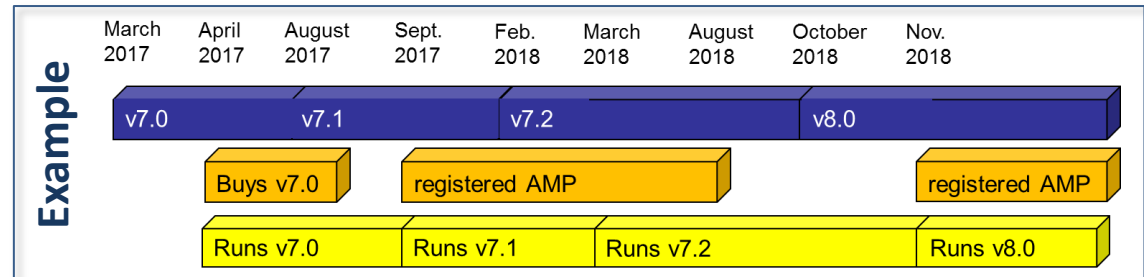 Example
March 2017
April 2017
August 2017
Sept. 2017
Feb. 2018
March 2018
August 2018
October 2018
Nov. 2018
v7.0
v7.1
v7.2
v8.0
Buys v7.0
registered AMP
registered AMP
Runs v7.0
Runs v7.1
Runs v7.2
Runs v8.0